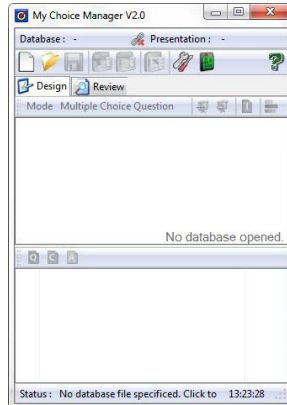 My Choice Manager V2.0
Database : - Presentation : -
Design Review
Mode Multiple Choice Question
No database opened.
Q C A
Status : No database file specificed. Click to 13:23:28